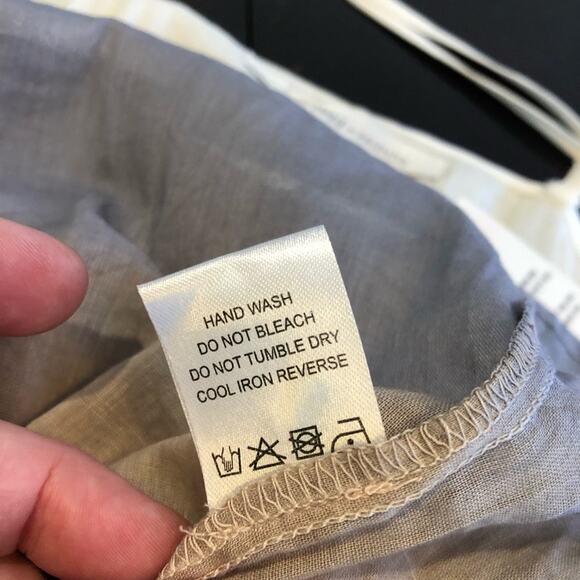 HAND WASH
DO NOT BLEACH
DO NOT TUMBLE DRY
COOL IRON REVERSE